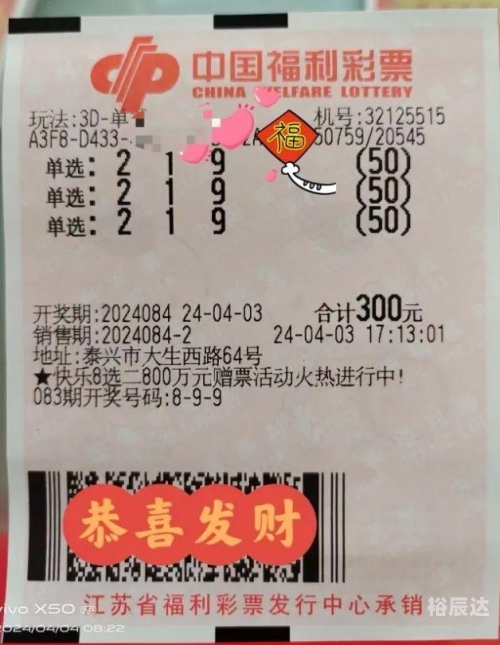 中国福利彩票
CHINA WELFARE LOTTERY
玩法:3D-单
机号:32125515
A3F8-D433- 2A 50759/20545
福
单选: 2 1 9 (50)
单选: 2 1 9 (50)
单选: 2 1 9 (50)
开奖期:2024084 24-04-03 合计300元
销售期:2024084-2 24-04-03 17:13:01
地址:泰兴市大生西路64号
★快乐8选二800万元赠票活动火热进行中!
083期开奖号码:8-9-9
恭喜发财
江苏省福利彩票发行中心承销
vivo X50
2024/04/04 08:22
裕辰达